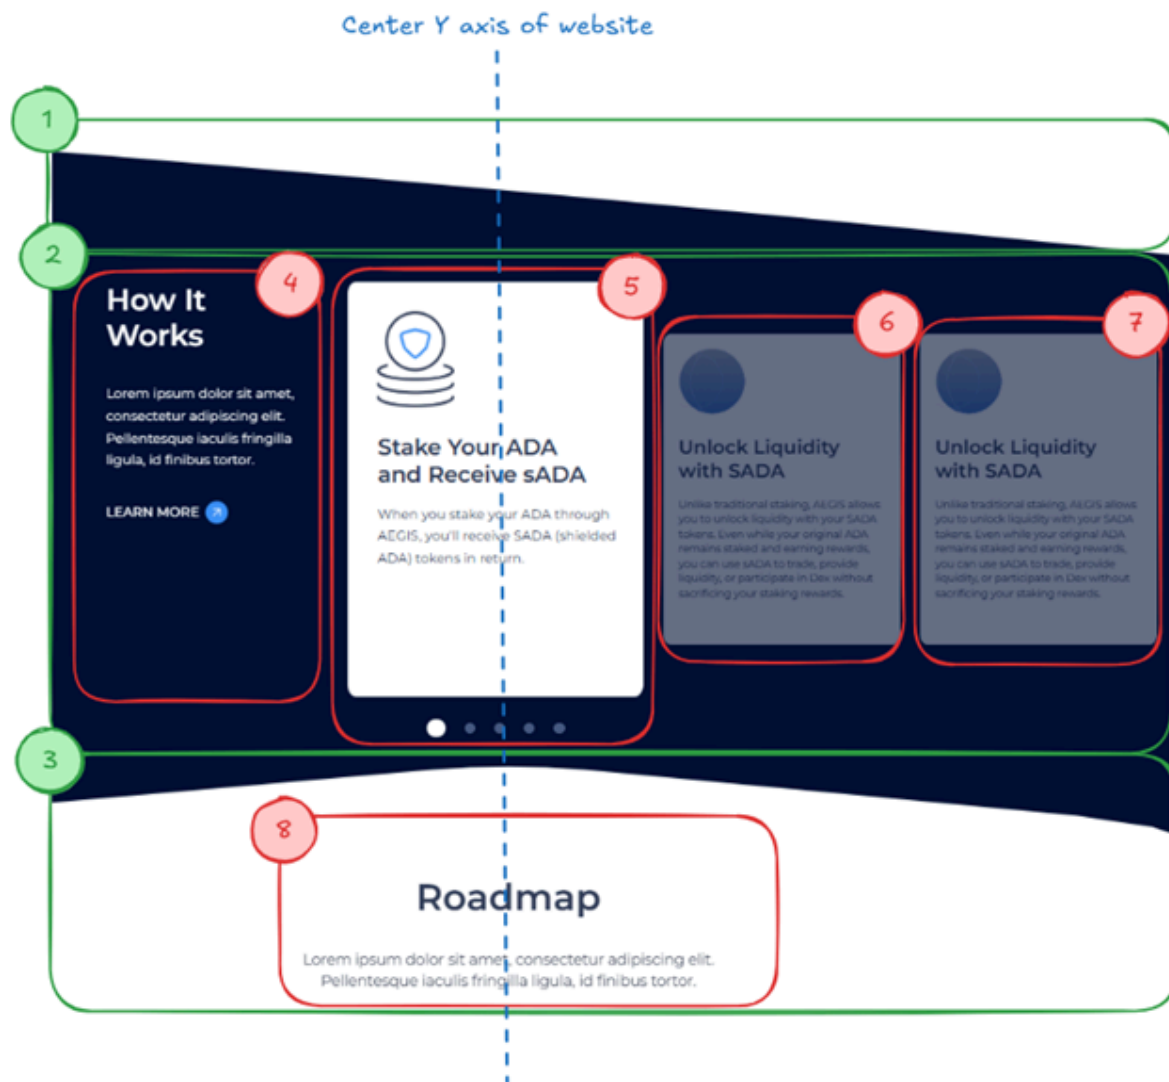 Center Y axis of website
1
2
4
How It
Works
Lorem ipsum dolor sit amet,
consectetur adipiscing elit.
Pellentesque iaculis fringilla
ligula, id finibus tortor.
LEARN MORE
5
Stake Your ADA
and Receive sADA
When you stake your ADA through
AEGIS, you'll receive SADA (shielded
ADA) tokens in return.
6
Unlock Liquidity
with SADA
Unlike traditional staking, AEGIS allows
you to unlock liquidity with your SADA
tokens. Even while your original ADA
remains staked and earning rewards,
you can use sADA to trade, provide
liquidity, or participate in Dex without
sacrificing your staking rewards.
7
Unlock Liquidity
with SADA
Unlike traditional staking, AEGIS allows
you to unlock liquidity with your SADA
tokens. Even while your original ADA
remains staked and earning rewards,
you can use sADA to trade, provide
liquidity, or participate in Dex without
sacrificing your staking rewards.
3
8
Roadmap
Lorem ipsum dolor sit amet, consectetur adipiscing elit.
Pellentesque iaculis fringilla ligula, id finibus tortor.